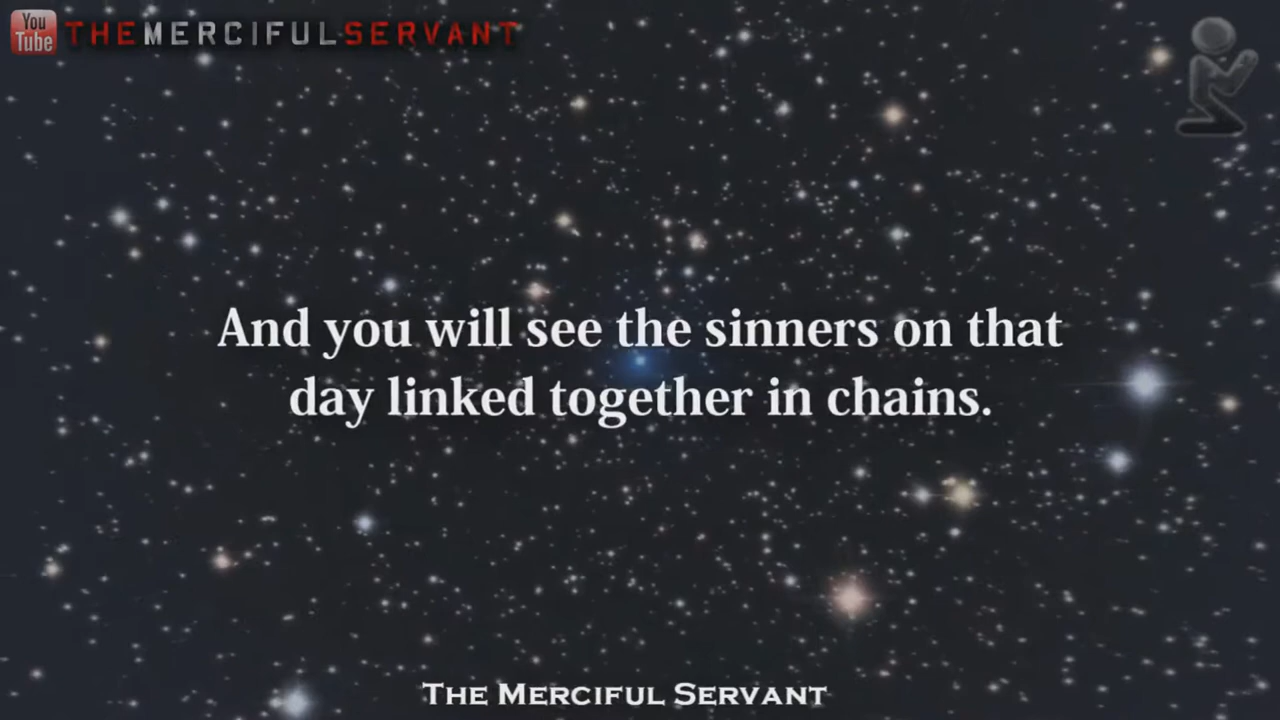 You
Tube
THEMERCIFULSERVANT
And you will see the sinners on that
day linked together in chains.
THE MERCIFUL SERVANT